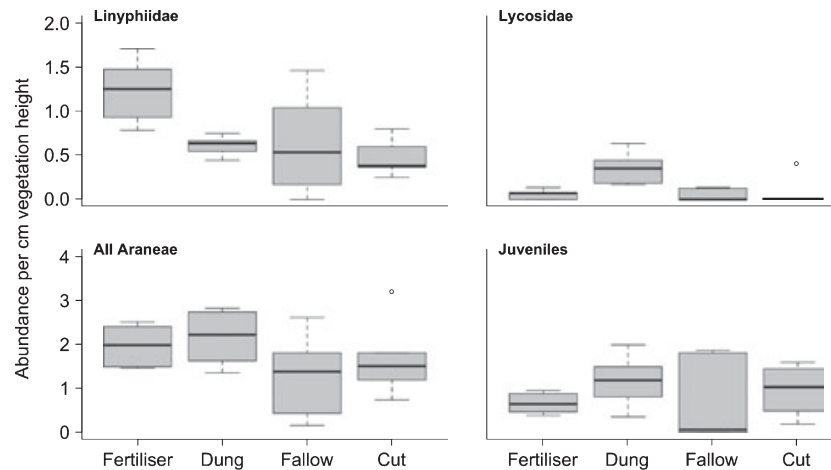 Linyphiidae
Lycosidae
2.0
1.5
1.0
0.5
0.0
All Araneae
Juveniles
4
3
2
1
0
Abundance per cm vegetation height
Fertiliser Dung Fallow Cut
Fertiliser Dung Fallow Cut